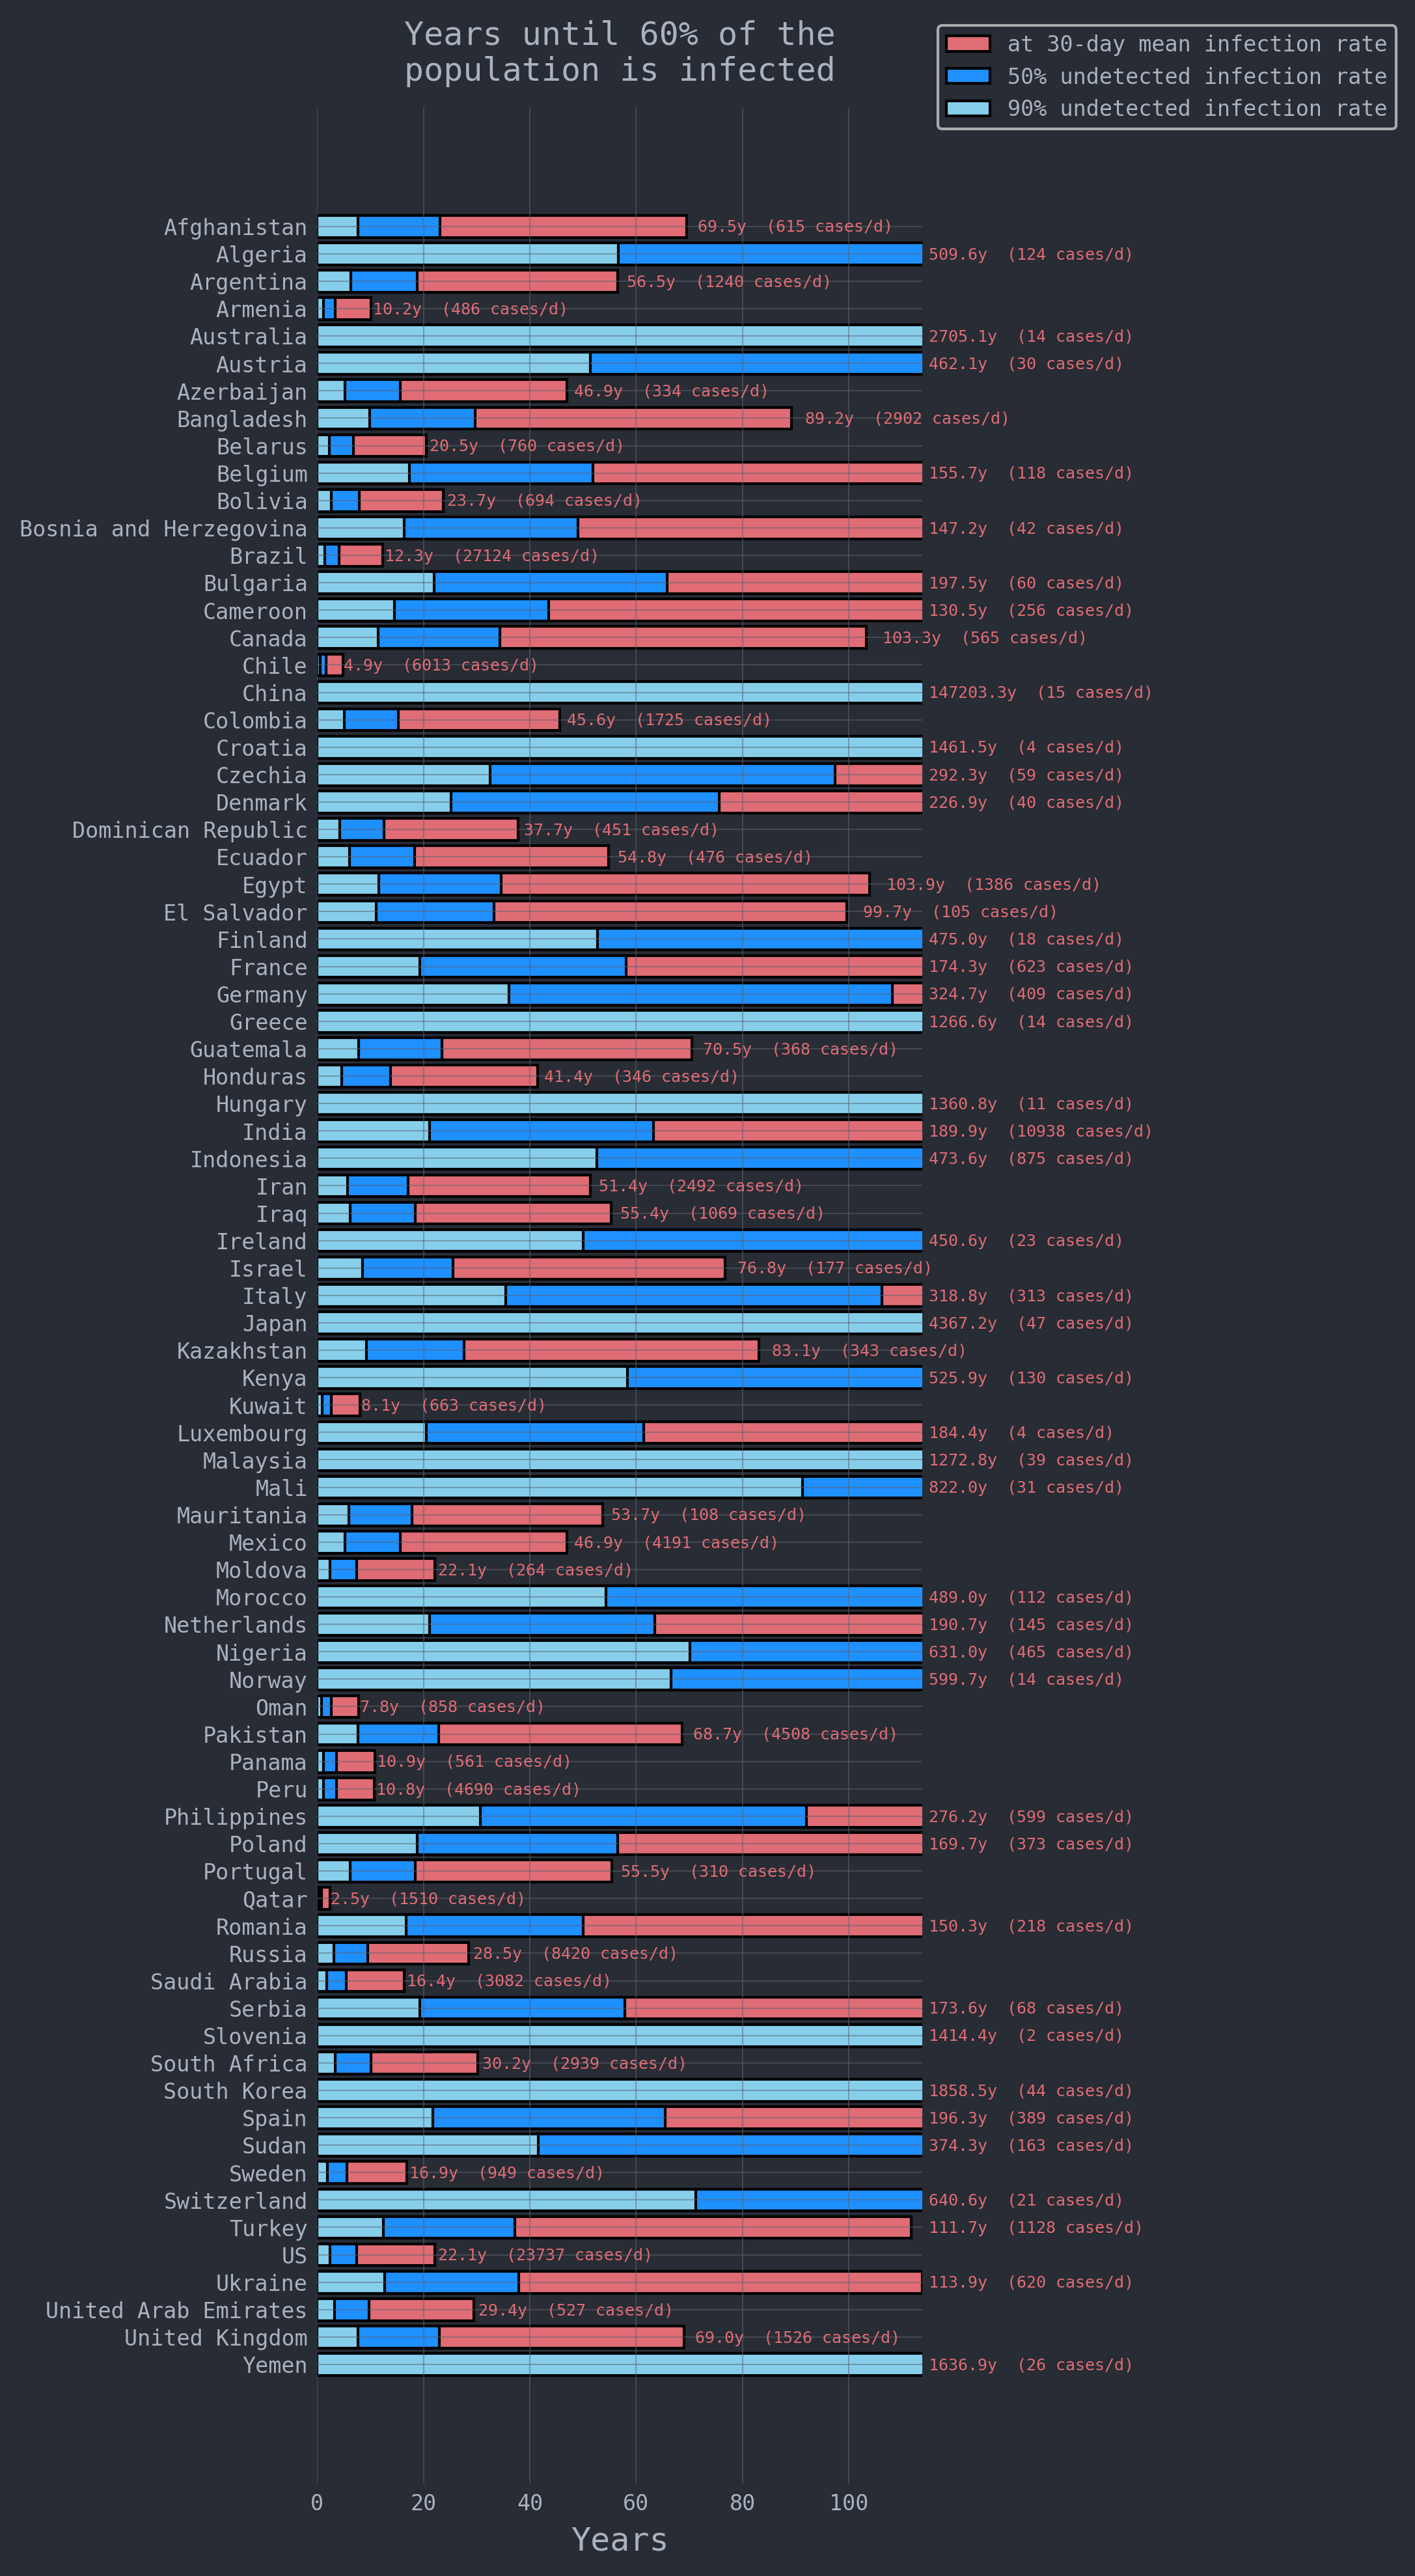 Years until 60% of the
population is infected
at 30-day mean infection rate
50% undetected infection rate
90% undetected infection rate
Afghanistan 69.5y (615 cases/d)
Algeria 509.6y (124 cases/d)
Argentina 56.5y (1240 cases/d)
Armenia 10.2y (486 cases/d)
Australia 2705.1y (14 cases/d)
Austria 462.1y (30 cases/d)
Azerbaijan 46.9y (334 cases/d)
Bangladesh 89.2y (2902 cases/d)
Belarus 20.5y (760 cases/d)
Belgium 155.7y (118 cases/d)
Bolivia 23.7y (694 cases/d)
Bosnia and Herzegovina 147.2y (42 cases/d)
Brazil 12.3y (27124 cases/d)
Bulgaria 197.5y (60 cases/d)
Cameroon 130.5y (256 cases/d)
Canada 103.3y (565 cases/d)
Chile 4.9y (6013 cases/d)
China 147203.3y (15 cases/d)
Colombia 45.6y (1725 cases/d)
Croatia 1461.5y (4 cases/d)
Czechia 292.3y (59 cases/d)
Denmark 226.9y (40 cases/d)
Dominican Republic 37.7y (451 cases/d)
Ecuador 54.8y (476 cases/d)
Egypt 103.9y (1386 cases/d)
El Salvador 99.7y (105 cases/d)
Finland 475.0y (18 cases/d)
France 174.3y (623 cases/d)
Germany 324.7y (409 cases/d)
Greece 1266.6y (14 cases/d)
Guatemala 70.5y (368 cases/d)
Honduras 41.4y (346 cases/d)
Hungary 1360.8y (11 cases/d)
India 189.9y (10938 cases/d)
Indonesia 473.6y (875 cases/d)
Iran 51.4y (2492 cases/d)
Iraq 55.4y (1069 cases/d)
Ireland 450.6y (23 cases/d)
Israel 76.8y (177 cases/d)
Italy 318.8y (313 cases/d)
Japan 4367.2y (47 cases/d)
Kazakhstan 83.1y (343 cases/d)
Kenya 525.9y (130 cases/d)
Kuwait 8.1y (663 cases/d)
Luxembourg 184.4y (4 cases/d)
Malaysia 1272.8y (39 cases/d)
Mali 822.0y (31 cases/d)
Mauritania 53.7y (108 cases/d)
Mexico 46.9y (4191 cases/d)
Moldova 22.1y (264 cases/d)
Morocco 489.0y (112 cases/d)
Netherlands 190.7y (145 cases/d)
Nigeria 631.0y (465 cases/d)
Norway 599.7y (14 cases/d)
Oman 7.8y (858 cases/d)
Pakistan 68.7y (4508 cases/d)
Panama 10.9y (561 cases/d)
Peru 10.8y (4690 cases/d)
Philippines 276.2y (599 cases/d)
Poland 169.7y (373 cases/d)
Portugal 55.5y (310 cases/d)
Qatar 2.5y (1510 cases/d)
Romania 150.3y (218 cases/d)
Russia 28.5y (8420 cases/d)
Saudi Arabia 16.4y (3082 cases/d)
Serbia 173.6y (68 cases/d)
Slovenia 1414.4y (2 cases/d)
South Africa 30.2y (2939 cases/d)
South Korea 1858.5y (44 cases/d)
Spain 196.3y (389 cases/d)
Sudan 374.3y (163 cases/d)
Sweden 16.9y (949 cases/d)
Switzerland 640.6y (21 cases/d)
Turkey 111.7y (1128 cases/d)
US 22.1y (23737 cases/d)
Ukraine 113.9y (620 cases/d)
United Arab Emirates 29.4y (527 cases/d)
United Kingdom 69.0y (1526 cases/d)
Yemen 1636.9y (26 cases/d)
0 20 40 60 80 100
Years